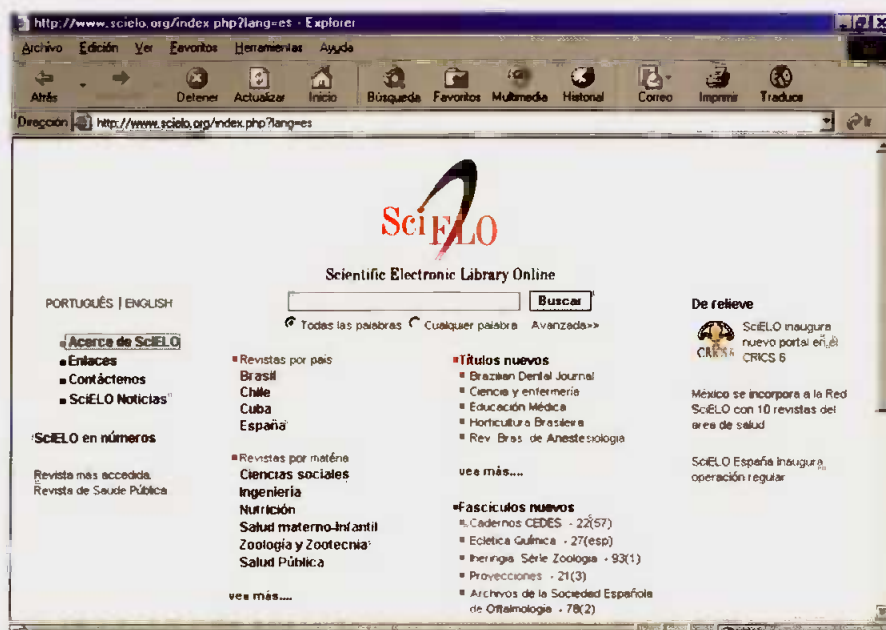 http://www.scielo.org/index.php?lang=es - Explorer
Archivo Edición Ver Favoritos Herramientas Ayuda
Atrás Detener Actualizar Inicio Búsqueda Favoritos Multimedia Historial Correo Imprimir Traduce
Dirección http://www.scielo.org/index.php?lang=es Ir
SciELO
Scientific Electronic Library Online
PORTUGUÊS | ENGLISH
Acerca de SciELO
Enlaces
Contáctenos
SciELO Noticias
SciELO en números
Revista más accedida.
Revista de Saude Pública
Buscar
Todas las palabras Cualquier palabra Avanzada>>
Revistas por pais
Brasil
Chile
Cuba
España
Revistas por matéria
Ciencias sociales
Ingeniería
Nutrición
Salud materno-Infantil
Zoología y Zootecnia
Salud Pública
vea más....
Títulos nuevos
Brazilian Dental Journal
Ciencia y enfermeria
Educación Médica
Horticultura Brasileira
Rev. Bras. de Anestesiologia
vea más....
Fascículos nuevos
Cadernos CEDES - 22(57)
Eclética Química - 27(esp)
Iheringia. Série Zoologia - 93(1)
Proyecciones - 21(3)
Archivos de la Sociedad Española
de Oftalmologia - 78(2)
De relieve
CRICS 6
SciELO inaugura
nuevo portal en el
CRICS 6
México se incorpora a la Red
SciELO con 10 revistas del
area de salud
SciELO España inaugura
operación regular